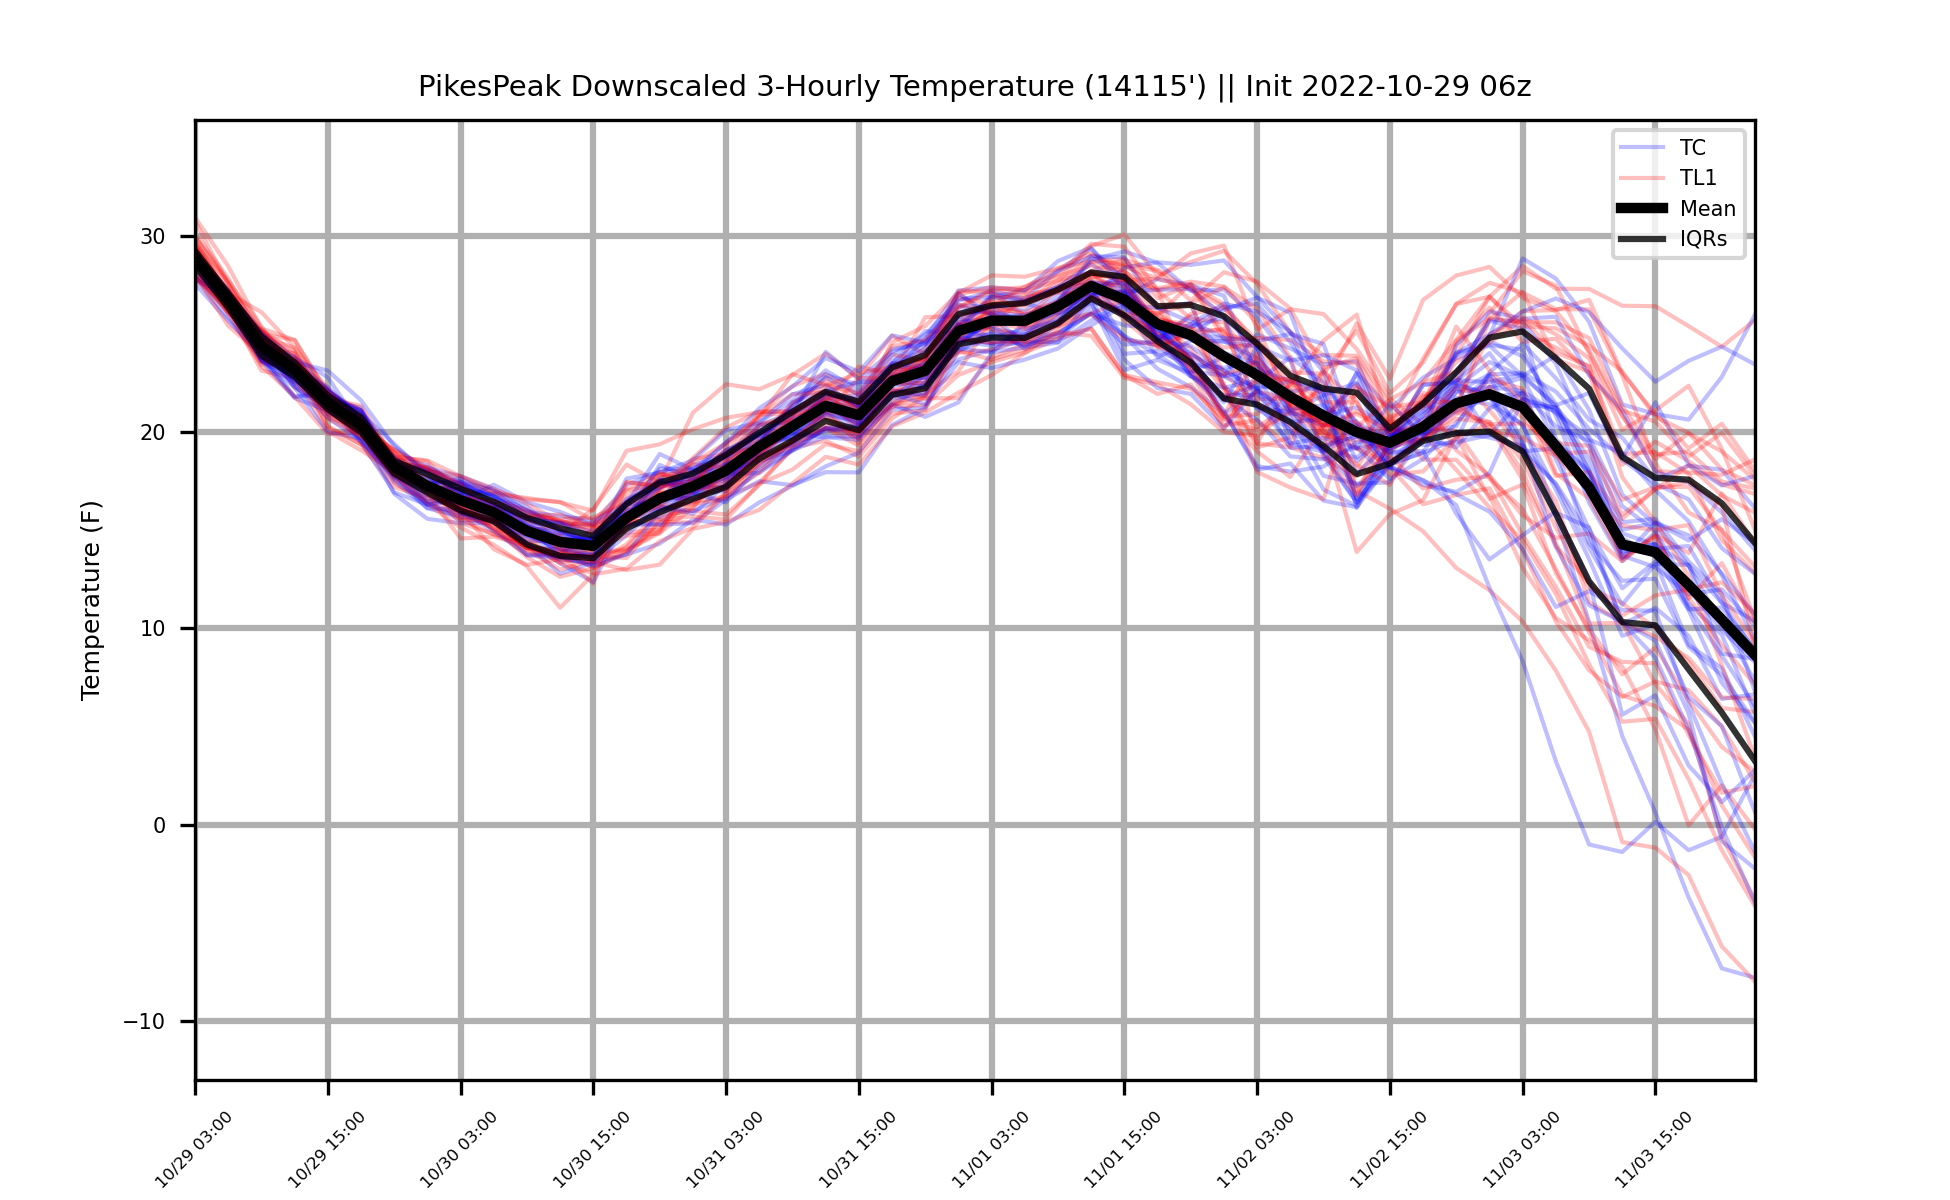 PikesPeak Downscaled 3-Hourly Temperature (14115') || Init 2022-10-29 06z
TC
TL1
Mean
IQRs
Temperature (F)
30
20
10
0
−10
10/29 03:00
10/29 15:00
10/30 03:00
10/30 15:00
10/31 03:00
10/31 15:00
11/01 03:00
11/01 15:00
11/02 03:00
11/02 15:00
11/03 03:00
11/03 15:00